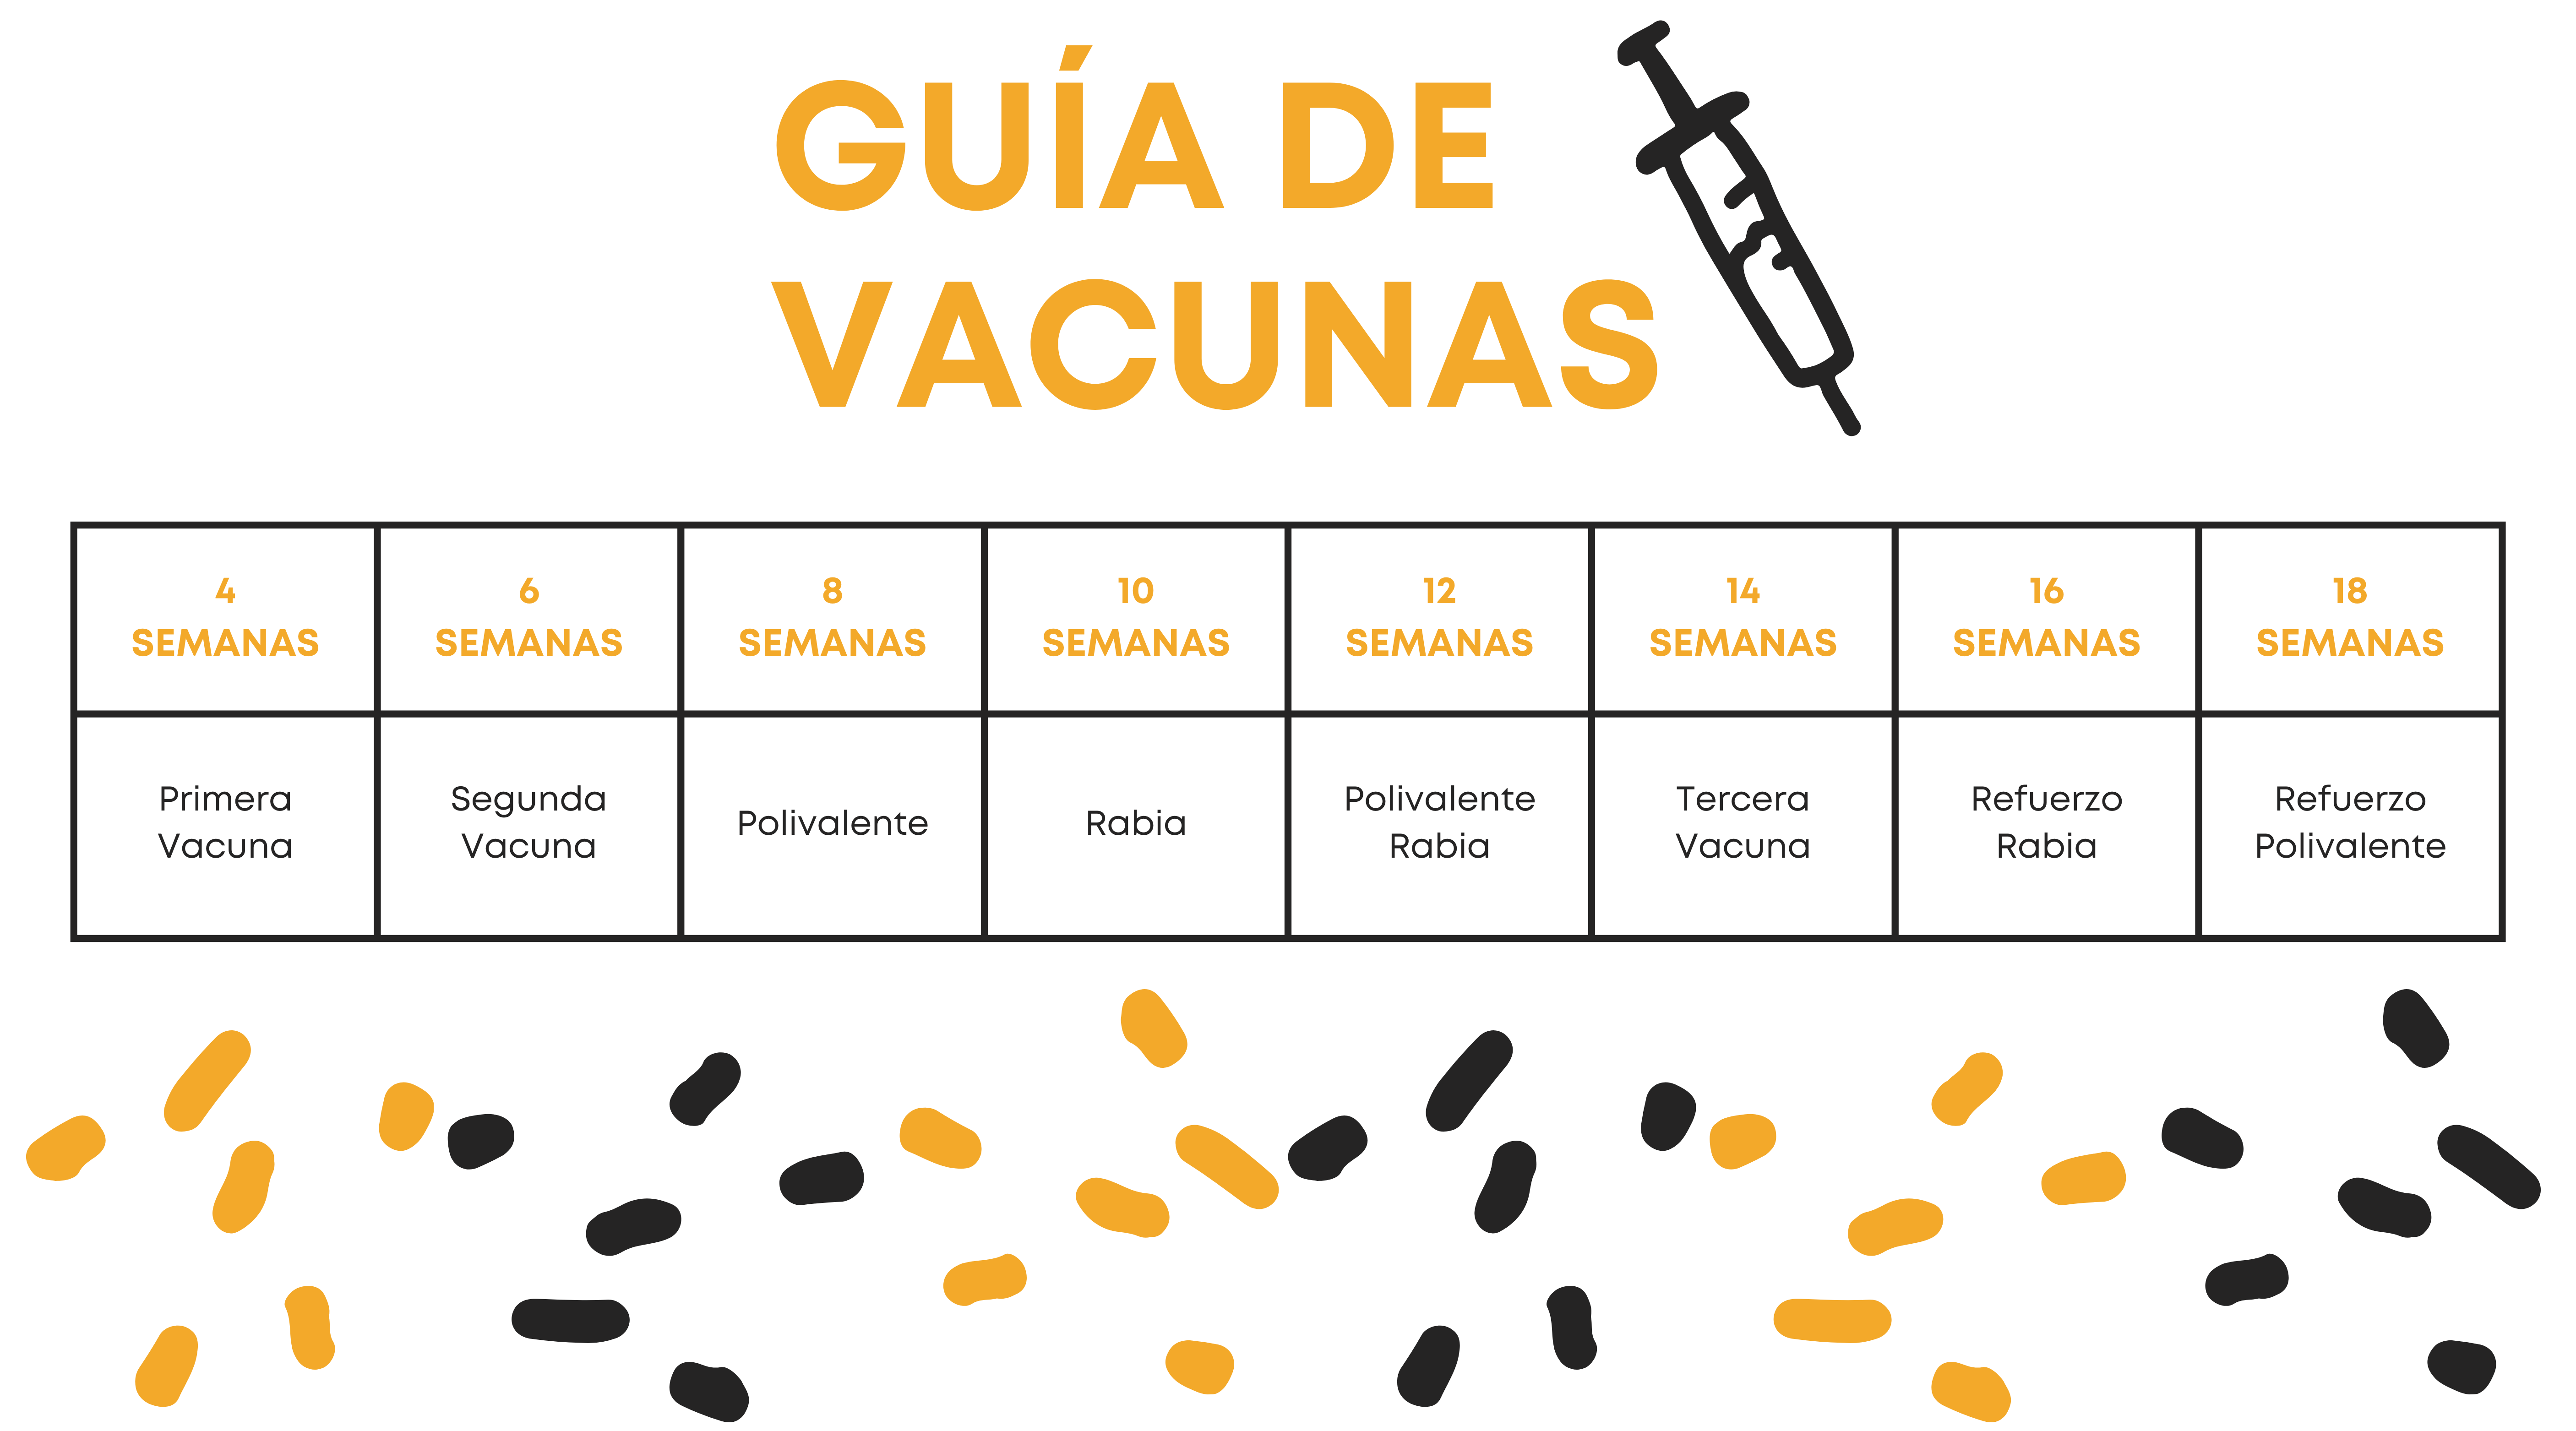 GUÍA DE
VACUNAS
4
SEMANAS
6
SEMANAS
8
SEMANAS
10
SEMANAS
12
SEMANAS
14
SEMANAS
16
SEMANAS
18
SEMANAS
Primera
Vacuna
Segunda
Vacuna
Polivalente
Rabia
Polivalente
Rabia
Tercera
Vacuna
Refuerzo
Rabia
Refuerzo
Polivalente